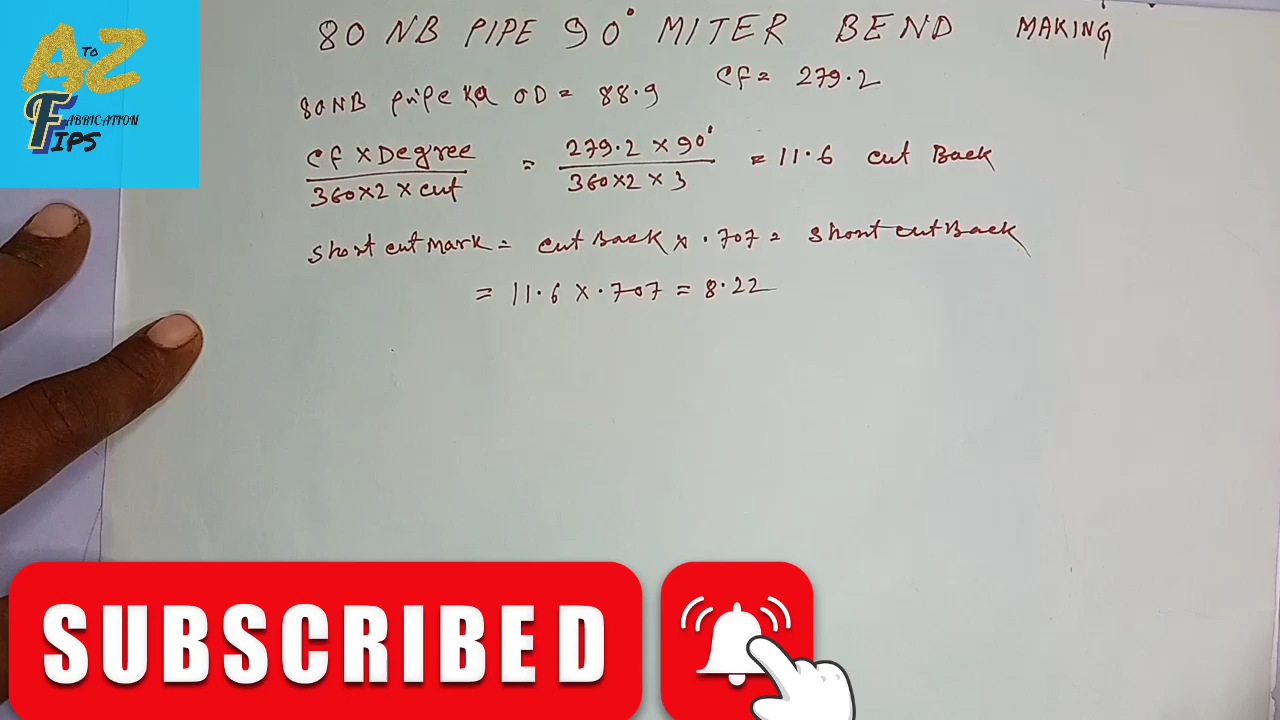 A TO Z
FABRICATION
TIPS
80 NB PIPE 90° MITER BEND MAKING
80NB pipe ka OD = 88.9 cf = 279.2
cf x Degree / 360x2 x cut = 279.2 x 90° / 360x2 x 3 = 11.6 cut Back
Short cut Mark = cut Back x .707 = Short cut Back
= 11.6 x .707 = 8.22
SUBSCRIBED